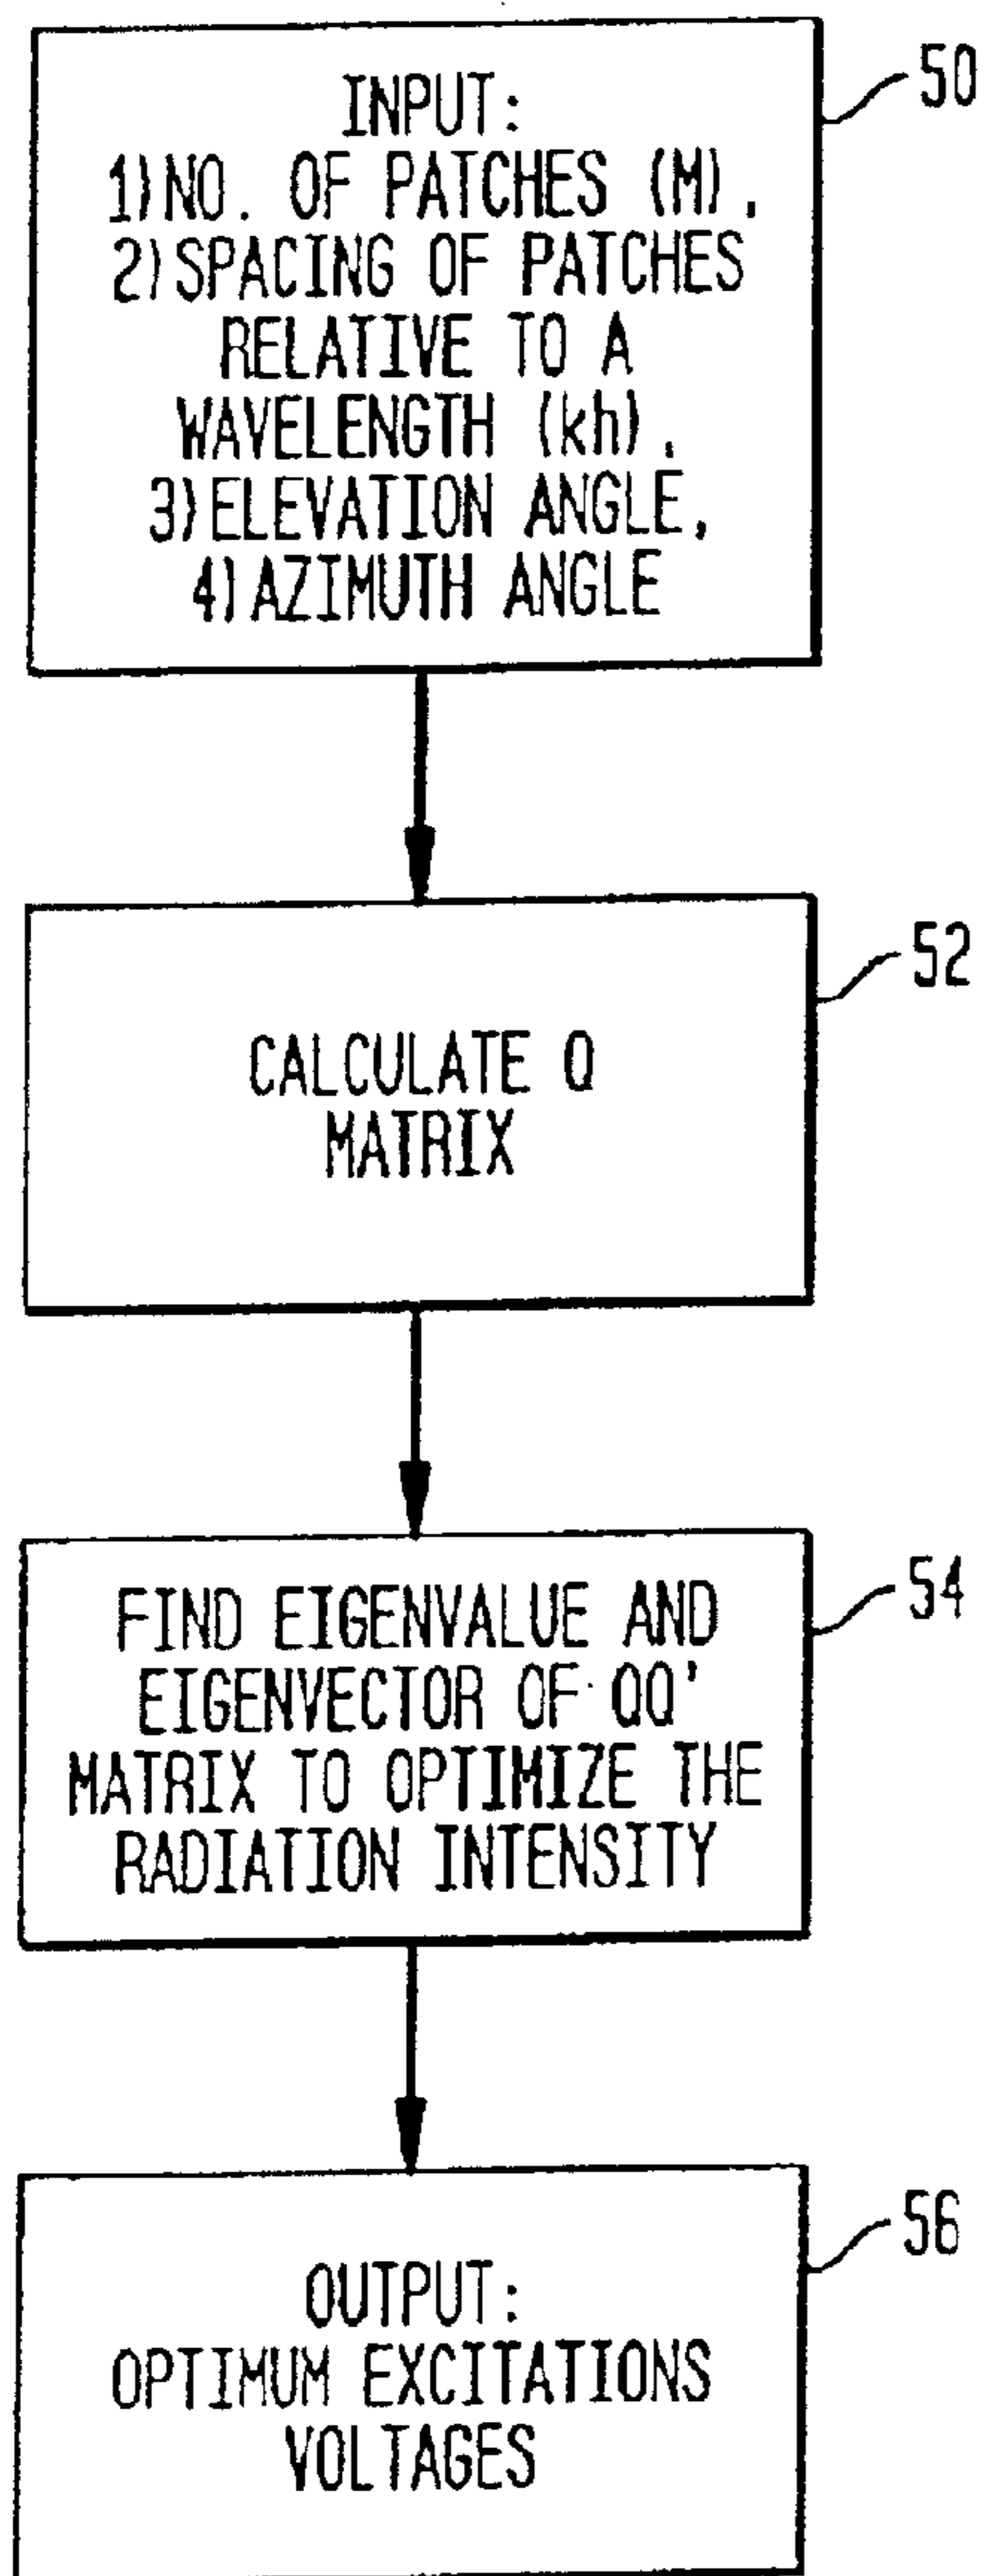 INPUT:
1) NO. OF PATCHES (M),
2) SPACING OF PATCHES
RELATIVE TO A
WAVELENGTH (kh),
3) ELEVATION ANGLE,
4) AZIMUTH ANGLE
50
CALCULATE Q
MATRIX
52
FIND EIGENVALUE AND
EIGENVECTOR OF QQ'
MATRIX TO OPTIMIZE THE
RADIATION INTENSITY
54
OUTPUT:
OPTIMUM EXCITATIONS
VOLTAGES
56